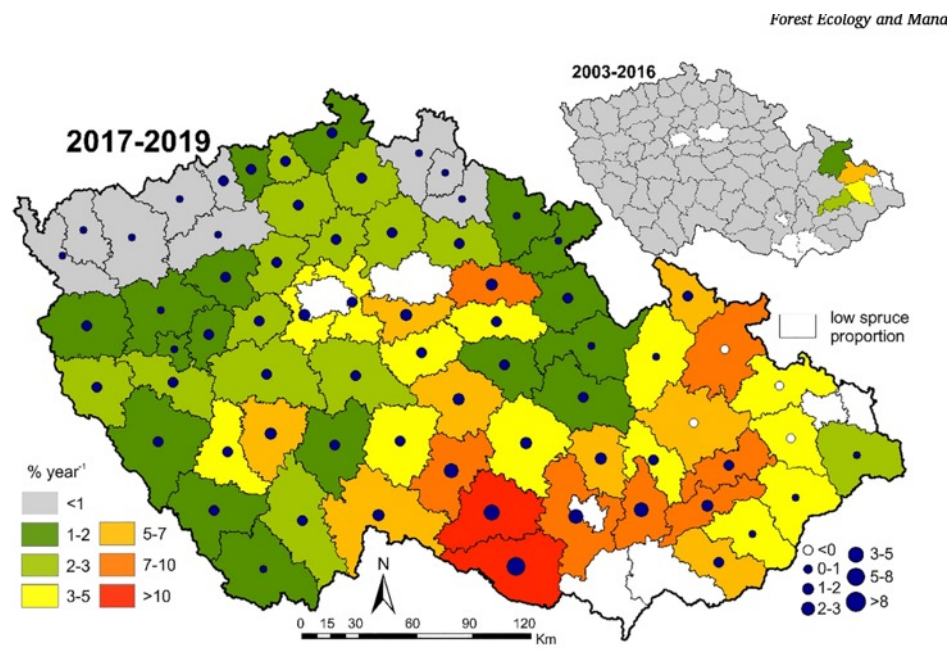 Forest Ecology and Mana
2003-2016
2017-2019
low spruce
proportion
% year⁻¹
<1
1-2
5-7
2-3
7-10
3-5
>10
N
0 15 30 60 90 120
Km
<0
3-5
0-1
5-8
1-2
>8
2-3